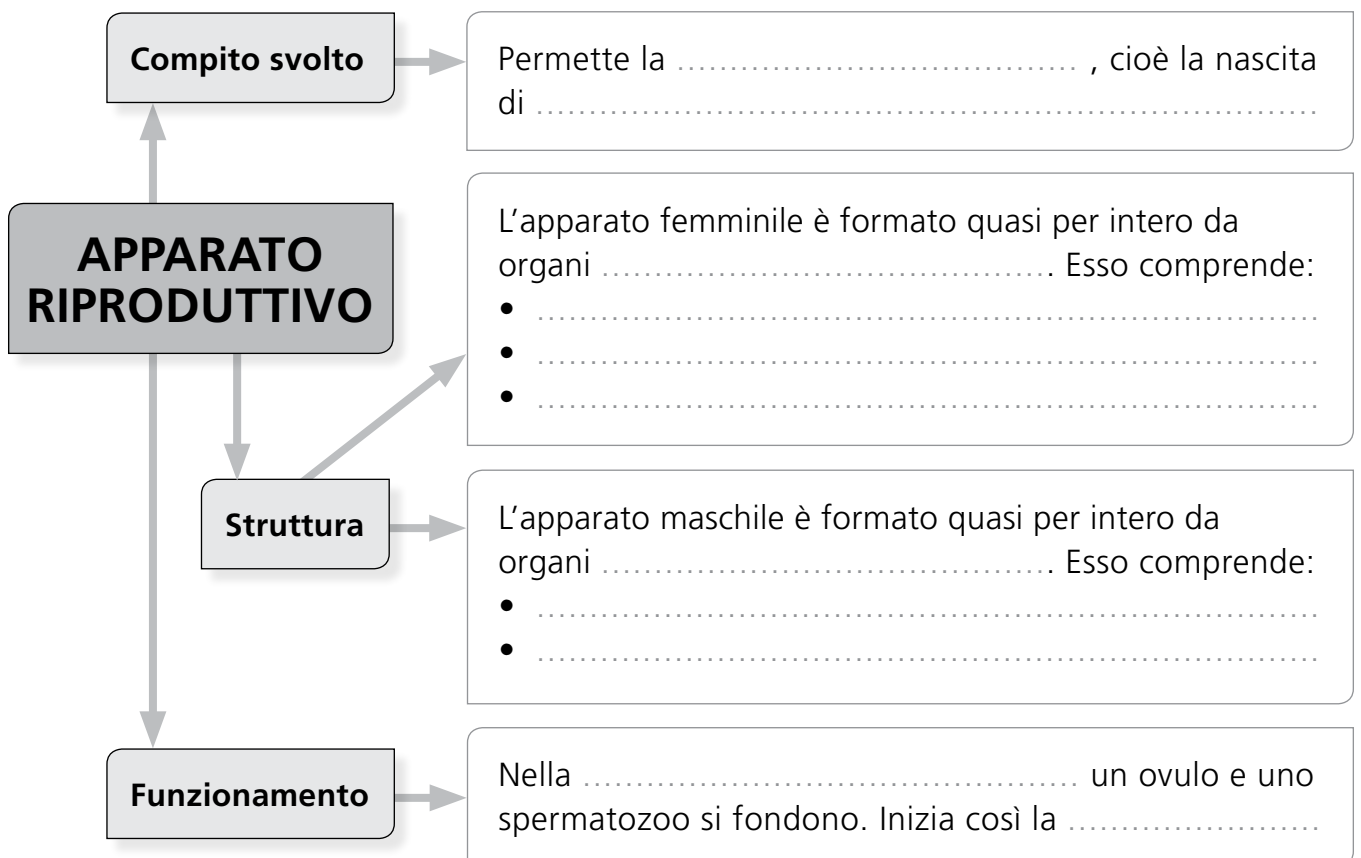 Compito svolto
Permette la ........................................ , cioè la nascita
di ..............................................................................
APPARATO
RIPRODUTTIVO
L'apparato femminile è formato quasi per intero da
organi ............................................. Esso comprende:
• ..............................................................................
• ..............................................................................
• ..............................................................................
Struttura
L'apparato maschile è formato quasi per intero da
organi ............................................. Esso comprende:
• ..............................................................................
• ..............................................................................
Funzionamento
Nella .................................................. un ovulo e uno
spermatozoo si fondono. Inizia così la .........................